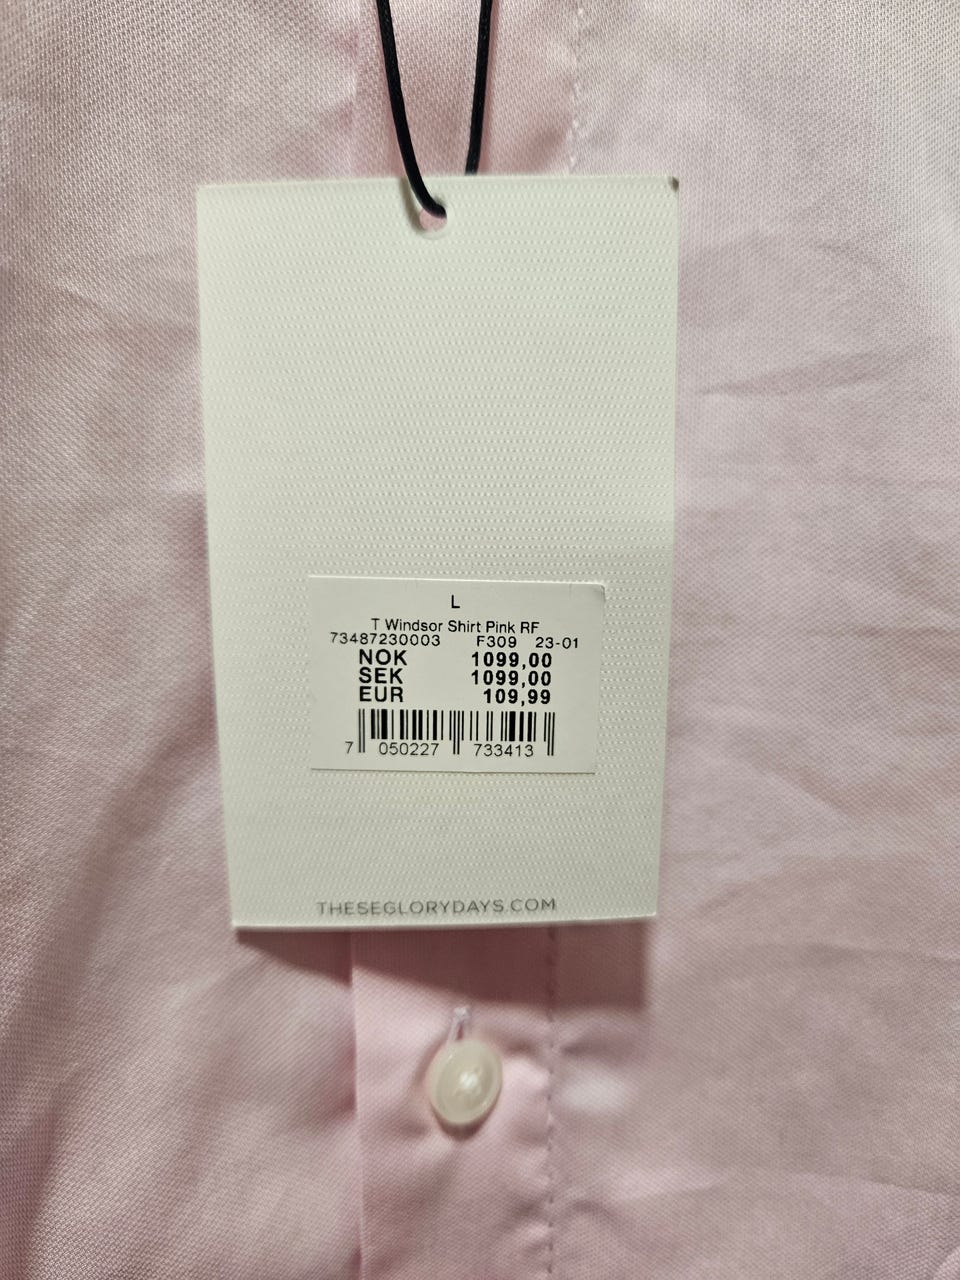 L
T Windsor Shirt Pink RF
73487230003 F309 23-01
NOK 1099,00
SEK 1099,00
EUR 109,99
7 050227 733413
THESEGLORYDAYS.COM